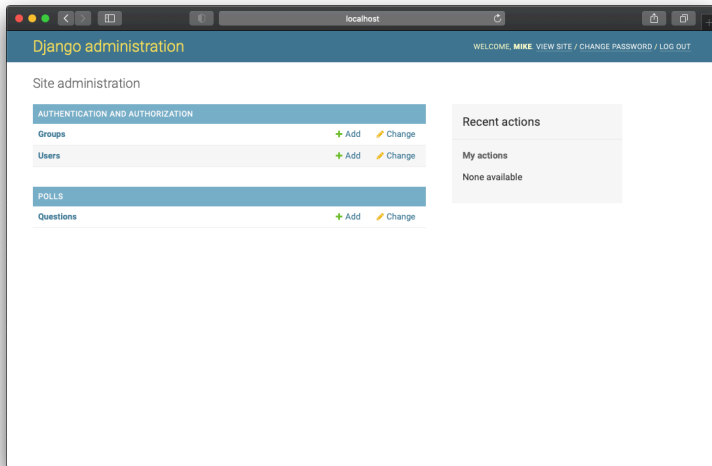 localhost
Django administration
WELCOME, MIKE. VIEW SITE / CHANGE PASSWORD / LOG OUT
Site administration
AUTHENTICATION AND AUTHORIZATION
Groups + Add Change
Users + Add Change
POLLS
Questions + Add Change
Recent actions
My actions
None available